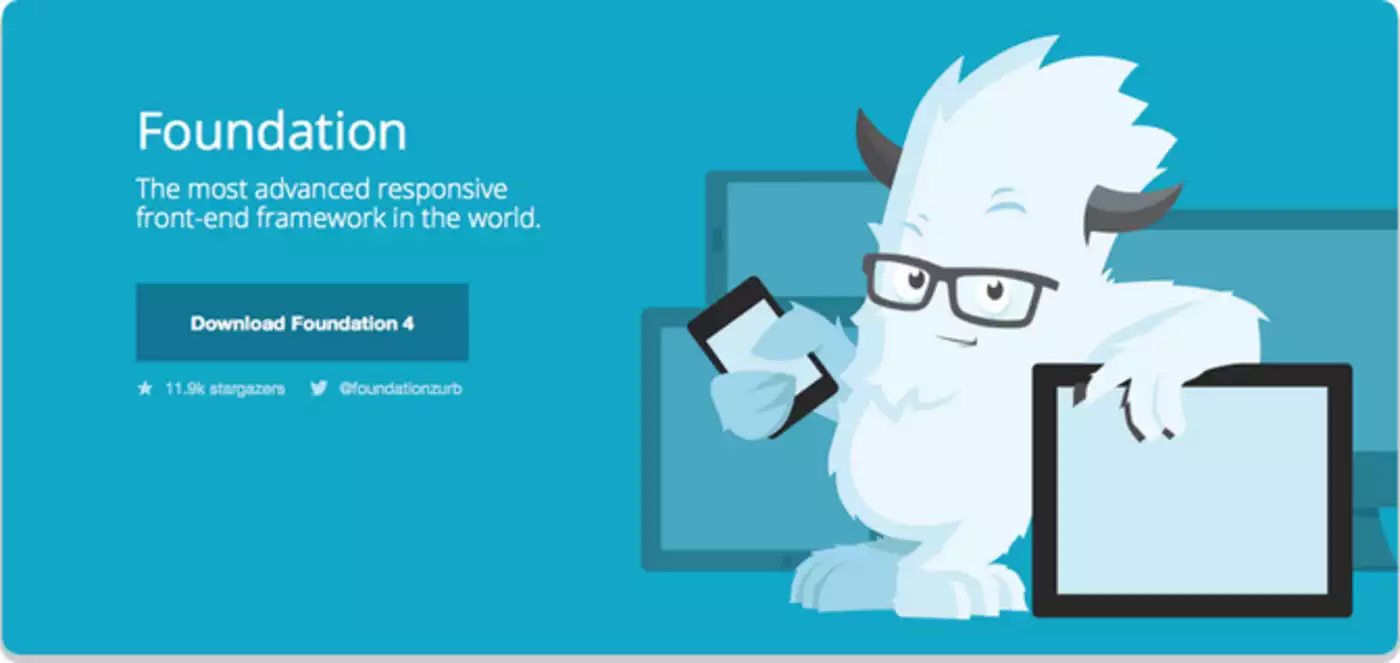 Foundation
The most advanced responsive
front-end framework in the world.
Download Foundation 4
11.9k stargazers @foundationzurb